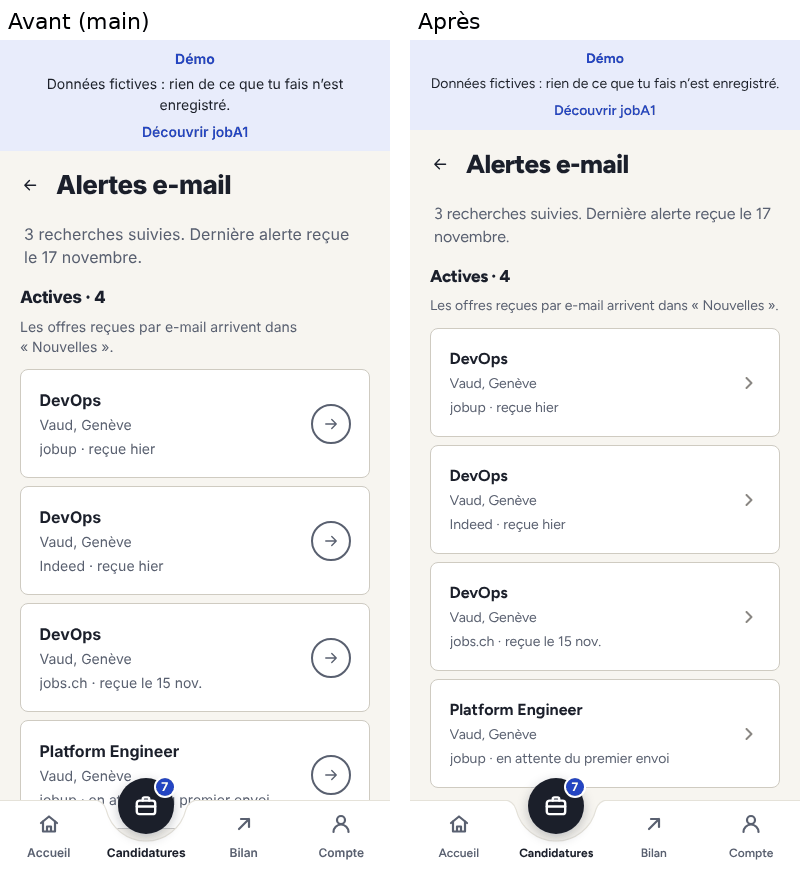 Avant (main)
Démo
Données fictives : rien de ce que tu fais n’est
enregistré.
Découvrir jobA1
Alertes e-mail
3 recherches suivies. Dernière alerte reçue
le 17 novembre.
Actives · 4
Les offres reçues par e-mail arrivent dans
« Nouvelles ».
DevOps
Vaud, Genève
jobup · reçue hier
DevOps
Vaud, Genève
Indeed · reçue hier
DevOps
Vaud, Genève
jobs.ch · reçue le 15 nov.
Platform Engineer
Vaud, Genève
jobup · en premier envoi
7
Accueil
Candidatures
Bilan
Compte
Après
Démo
Données fictives : rien de ce que tu fais n’est enregistré.
Découvrir jobA1
Alertes e-mail
3 recherches suivies. Dernière alerte reçue le 17
novembre.
Actives · 4
Les offres reçues par e-mail arrivent dans « Nouvelles ».
DevOps
Vaud, Genève
jobup · reçue hier
DevOps
Vaud, Genève
Indeed · reçue hier
DevOps
Vaud, Genève
jobs.ch · reçue le 15 nov.
Platform Engineer
Vaud, Genève
jobup · en attente du premier envoi
7
Accueil
Candidatures
Bilan
Compte